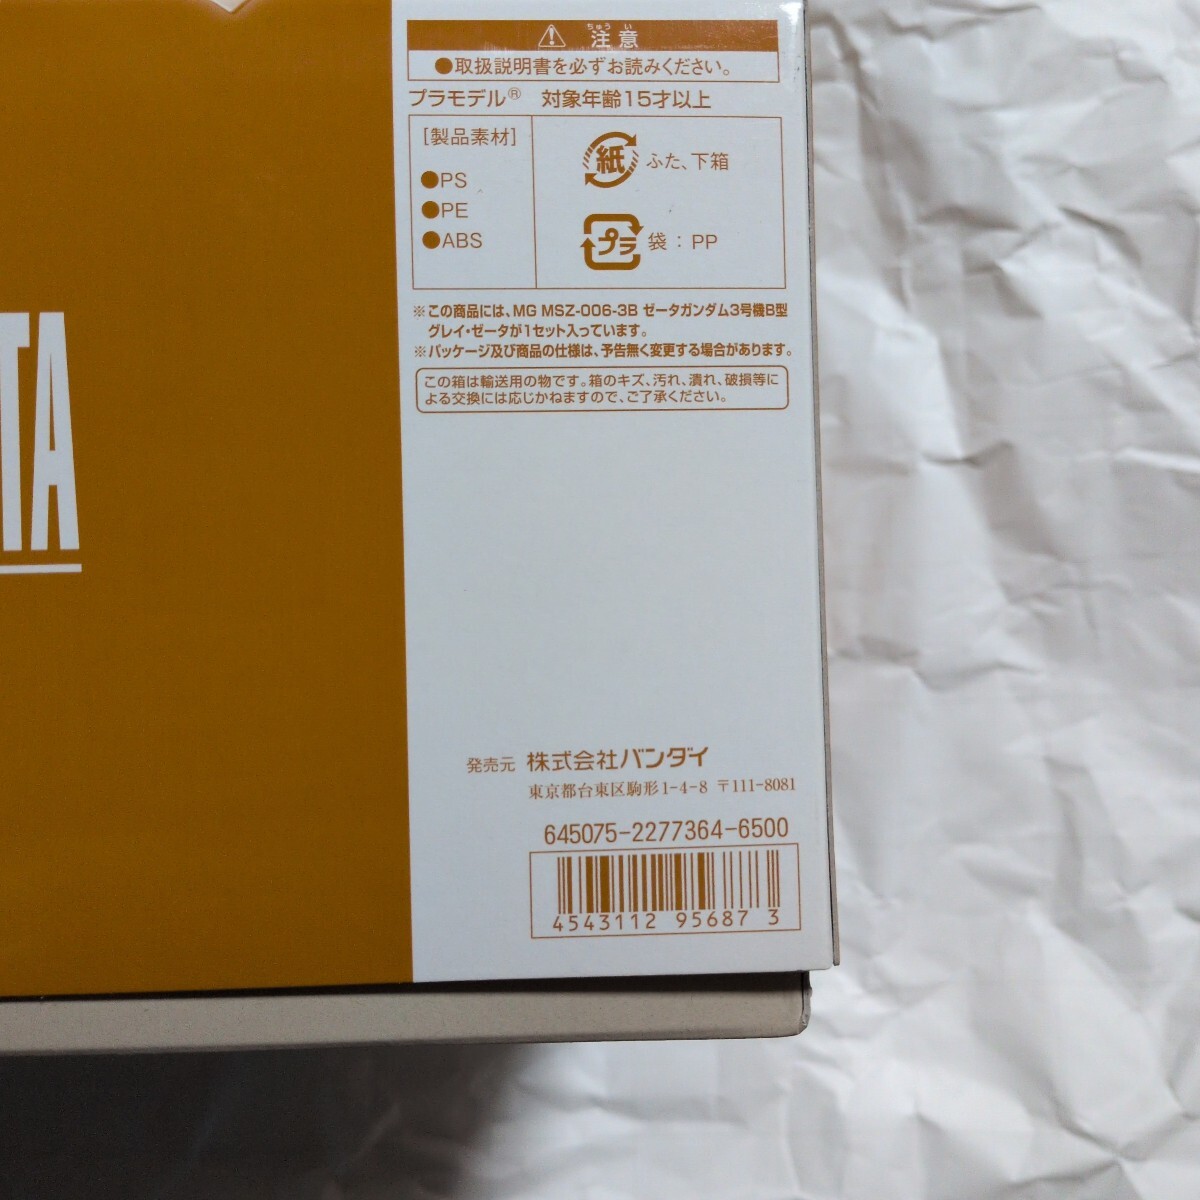 ちゅう い
⚠ 注 意
●取扱説明書を必ずお読みください。
プラモデル® 対象年齢15才以上
[製品素材]
●PS
●PE
●ABS
紙 ふた、下箱
プラ 袋：PP
※この商品には、MG MSZ-006-3B ゼータガンダム3号機B型
グレイ・ゼータが1セット入っています。
※パッケージ及び商品の仕様は、予告無く変更する場合があります。
この箱は輸送用の物です。箱のキズ、汚れ、潰れ、破損等に
よる交換には応じかねますので、ご了承ください。
TA
発売元 株式会社バンダイ
東京都台東区駒形1-4-8 〒111-8081
645075-2277364-6500
4543112 95687 3